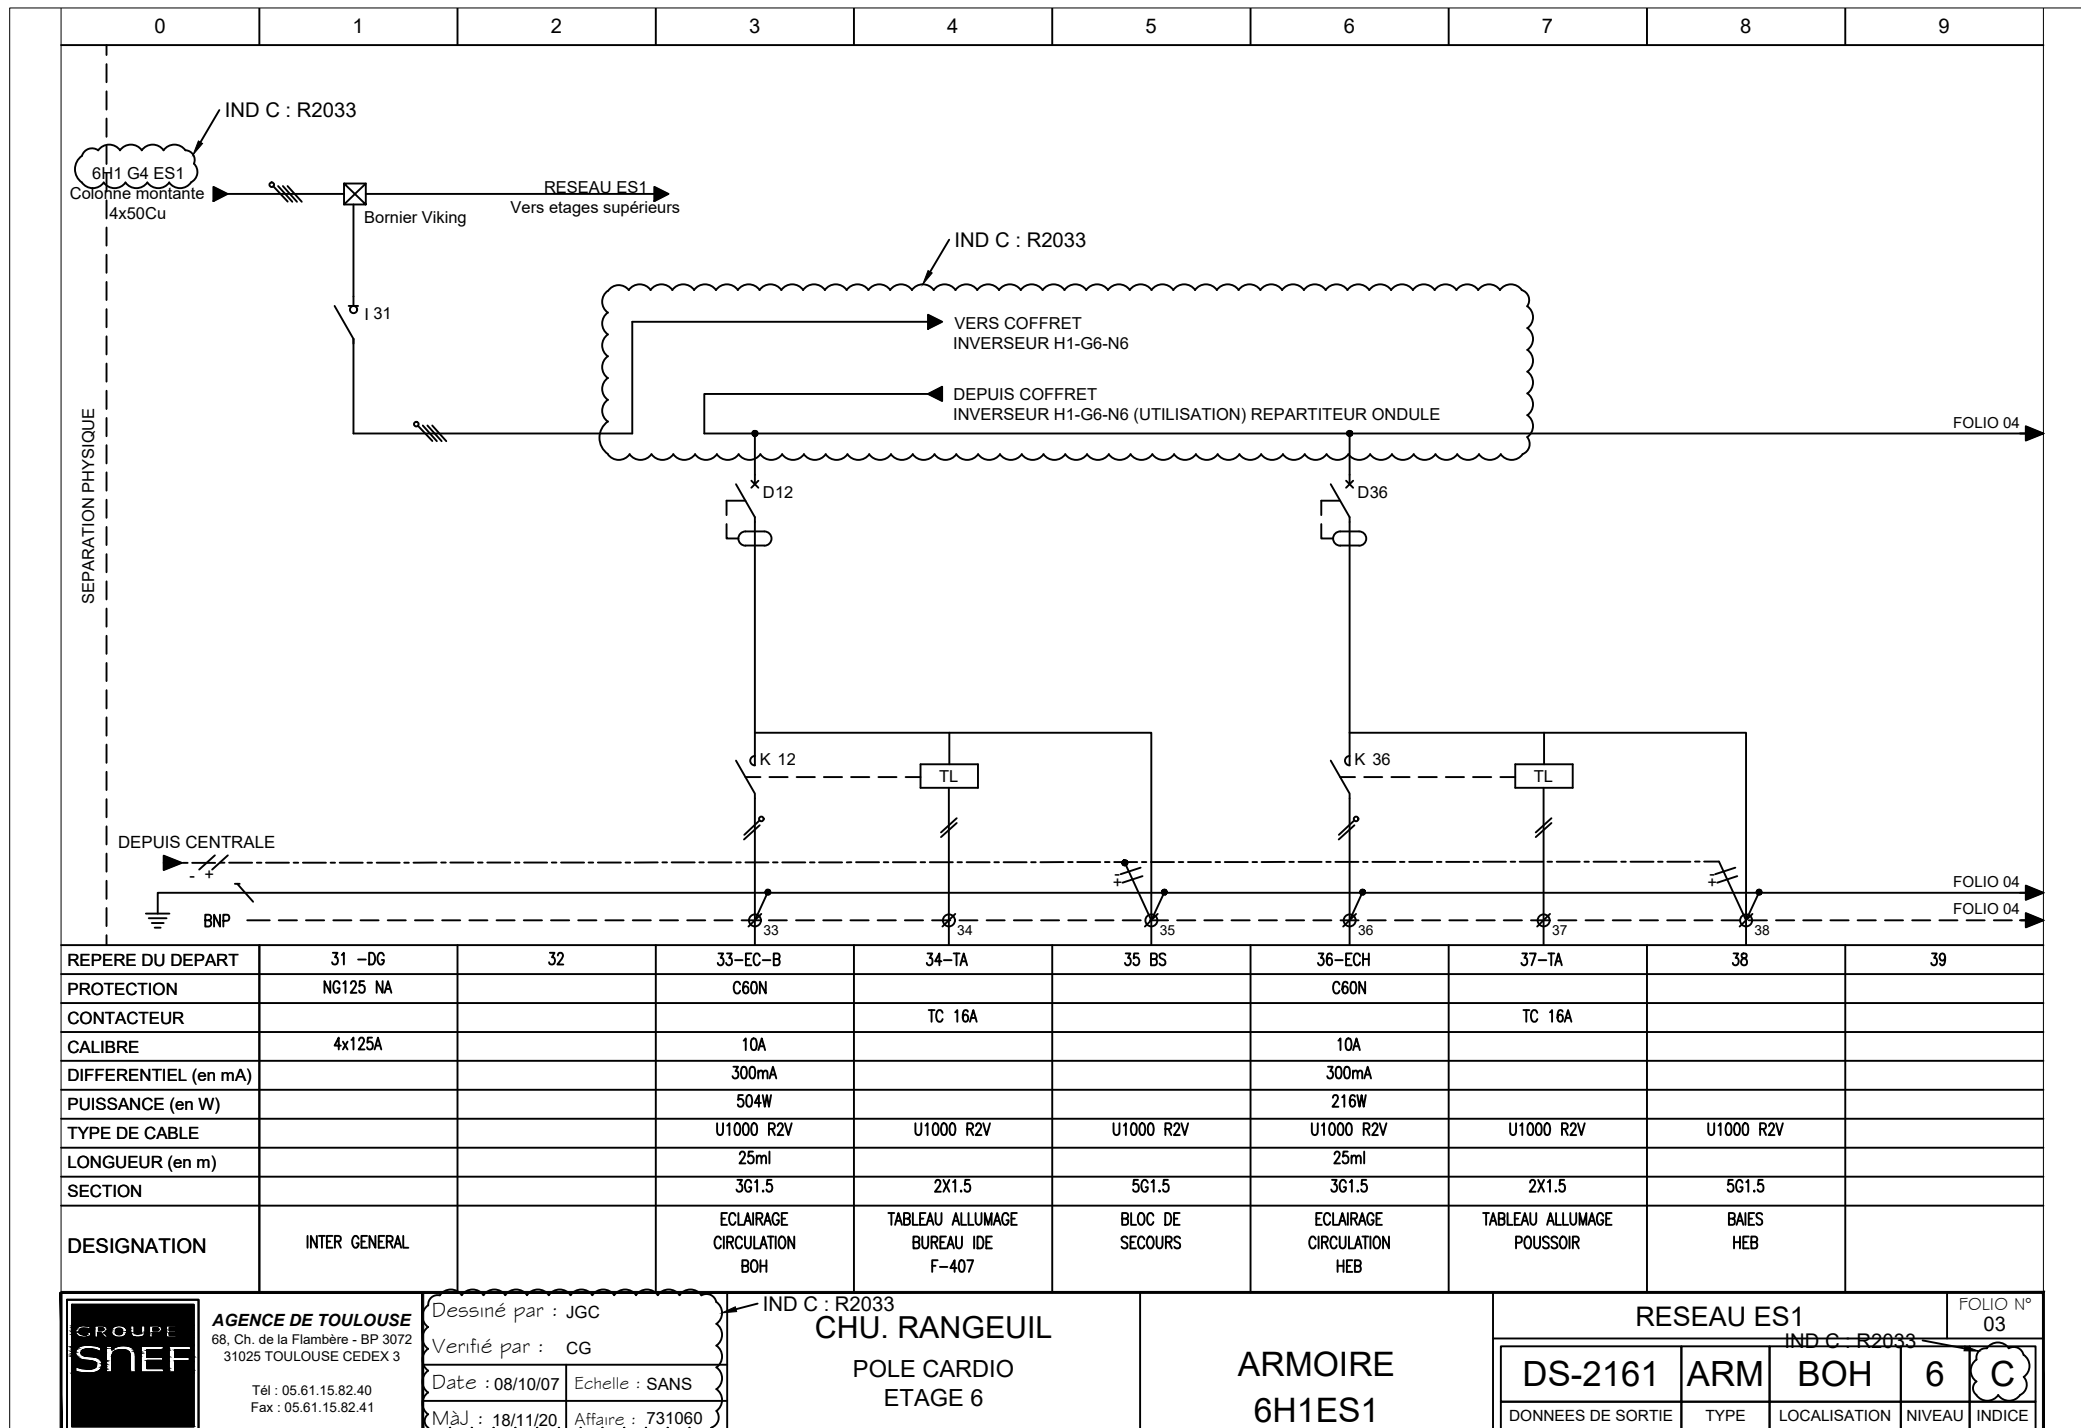 0 1 2 3 4 5 6 7 8 9
IND C : R2033
6H1 G4 ES1
Colonne montante
4x50Cu
Bornier Viking
RESEAU ES1
Vers etages supérieurs
IND C : R2033
I 31
VERS COFFRET
INVERSEUR H1-G6-N6
DEPUIS COFFRET
INVERSEUR H1-G6-N6 (UTILISATION) REPARTITEUR ONDULE
FOLIO 04
SEPARATION PHYSIQUE
D12
D36
K 12
TL
K 36
TL
DEPUIS CENTRALE
- +
- +
- +
FOLIO 04
BNP
FOLIO 04
33 34 35 36 37 38
REPERE DU DEPART 31 -DG 32 33-EC-B 34-TA 35 BS 36-ECH 37-TA 38 39
PROTECTION NG125 NA C60N C60N
CONTACTEUR TC 16A TC 16A
CALIBRE 4x125A 10A 10A
DIFFERENTIEL (en mA) 300mA 300mA
PUISSANCE (en W) 504W 216W
TYPE DE CABLE U1000 R2V U1000 R2V U1000 R2V U1000 R2V U1000 R2V U1000 R2V
LONGUEUR (en m) 25ml 25ml
SECTION 3G1.5 2X1.5 5G1.5 3G1.5 2X1.5 5G1.5
DESIGNATION
INTER GENERAL
ECLAIRAGE
CIRCULATION
BOH
TABLEAU ALLUMAGE
BUREAU IDE
F-407
BLOC DE
SECOURS
ECLAIRAGE
CIRCULATION
HEB
TABLEAU ALLUMAGE
POUSSOIR
BAIES
HEB
GROUPE
SNEF
AGENCE DE TOULOUSE
68, Ch. de la Flambère - BP 3072
31025 TOULOUSE CEDEX 3
Tél : 05.61.15.82.40
Fax : 05.61.15.82.41
Dessiné par : JGC
Verifié par : CG
Date : 08/10/07 Echelle : SANS
MàJ : 18/11/20 Affaire : 731060
IND C : R2033
CHU. RANGEUIL
POLE CARDIO
ETAGE 6
ARMOIRE
6H1ES1
RESEAU ES1
FOLIO N°
03
IND C : R2033
DS-2161 ARM BOH 6 C
DONNEES DE SORTIE TYPE LOCALISATION NIVEAU INDICE